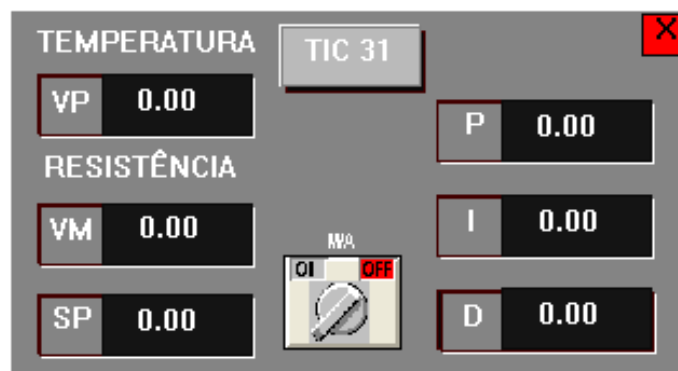 TEMPERATURA
TIC 31
X
VP 0.00
P 0.00
RESISTÊNCIA
VM 0.00
I 0.00
M/A
OFF
SP 0.00
D 0.00